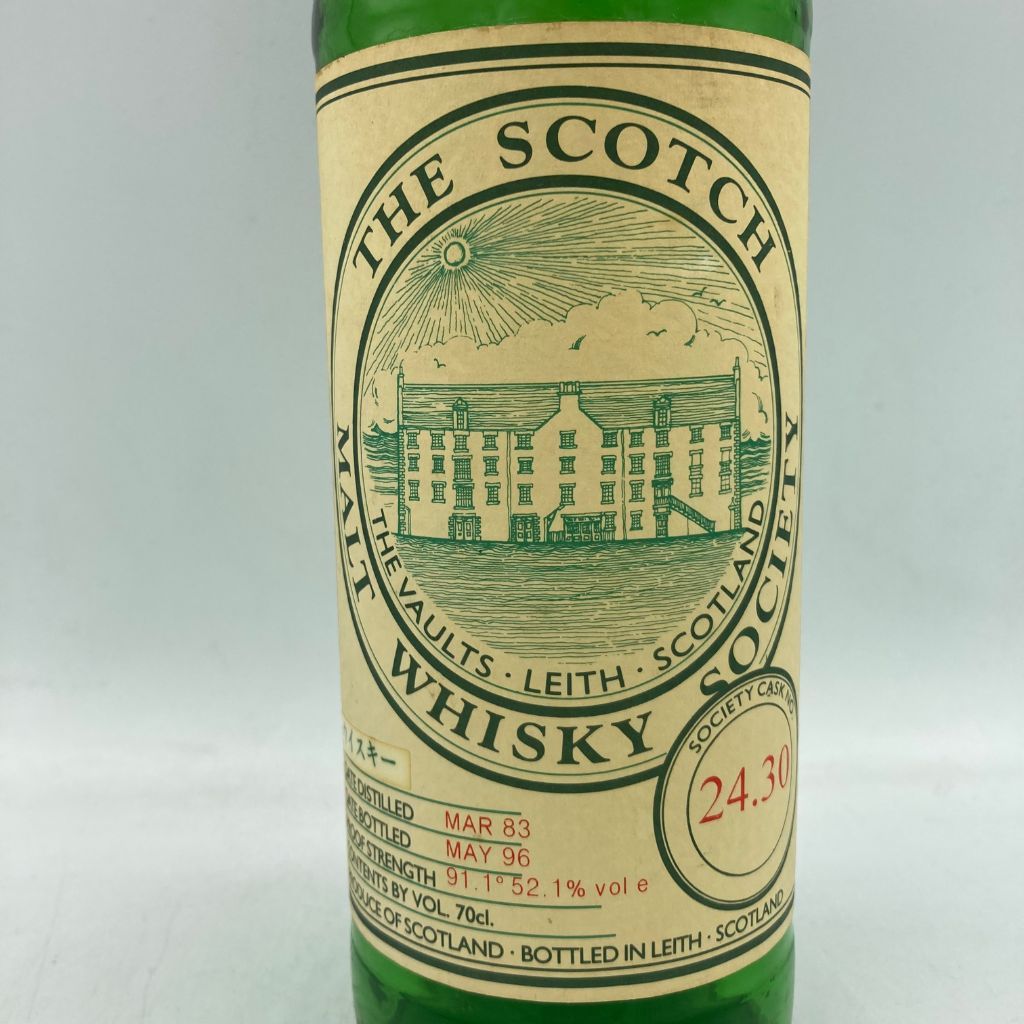 THE SCOTCH
MALT WHISKY SOCIETY
THE VAULTS · LEITH · SCOTLAND
SOCIETY CASK NO
24.30
イスキー
DISTILLED MAR 83
BOTTLED MAY 96
STRENGTH 91.1° 52.1% vol e
BY VOL. 70cl.
OF SCOTLAND · BOTTLED IN LEITH · SCOTLAND